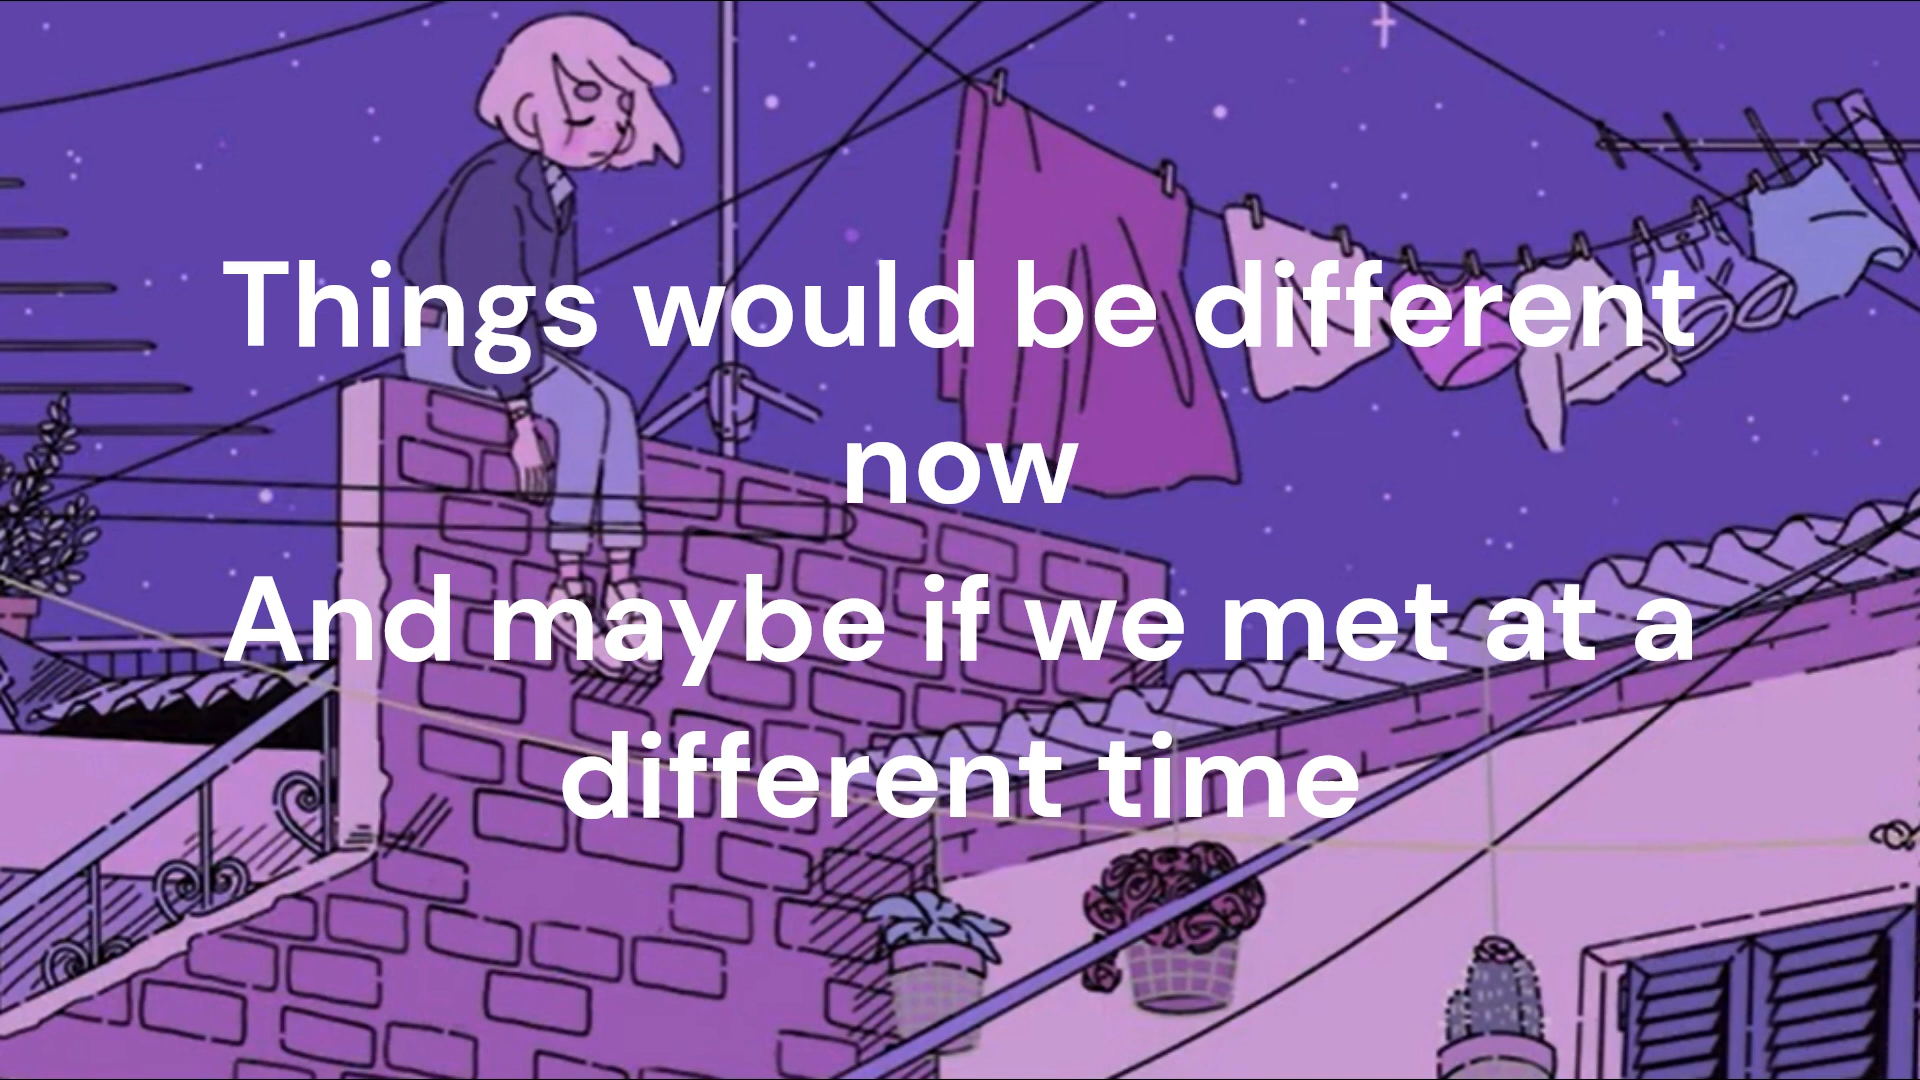 Things would be different
now
And maybe if we met at a
different time